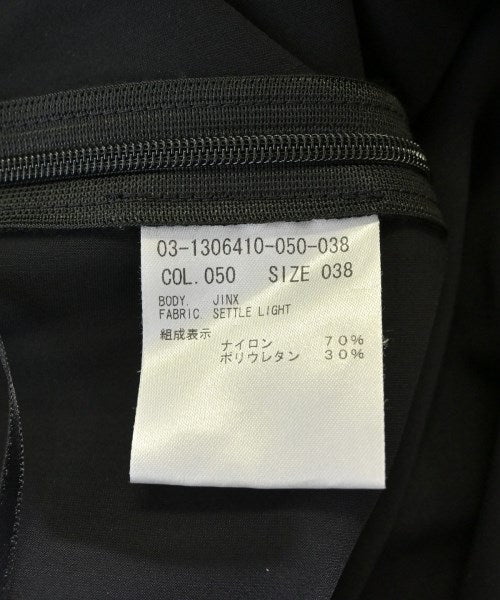 03-1306410-050-038
COL.050 SIZE 038
BODY. JINX
FABRIC. SETTLE LIGHT
組成表示
ナイロン 70%
ポリウレタン 30%